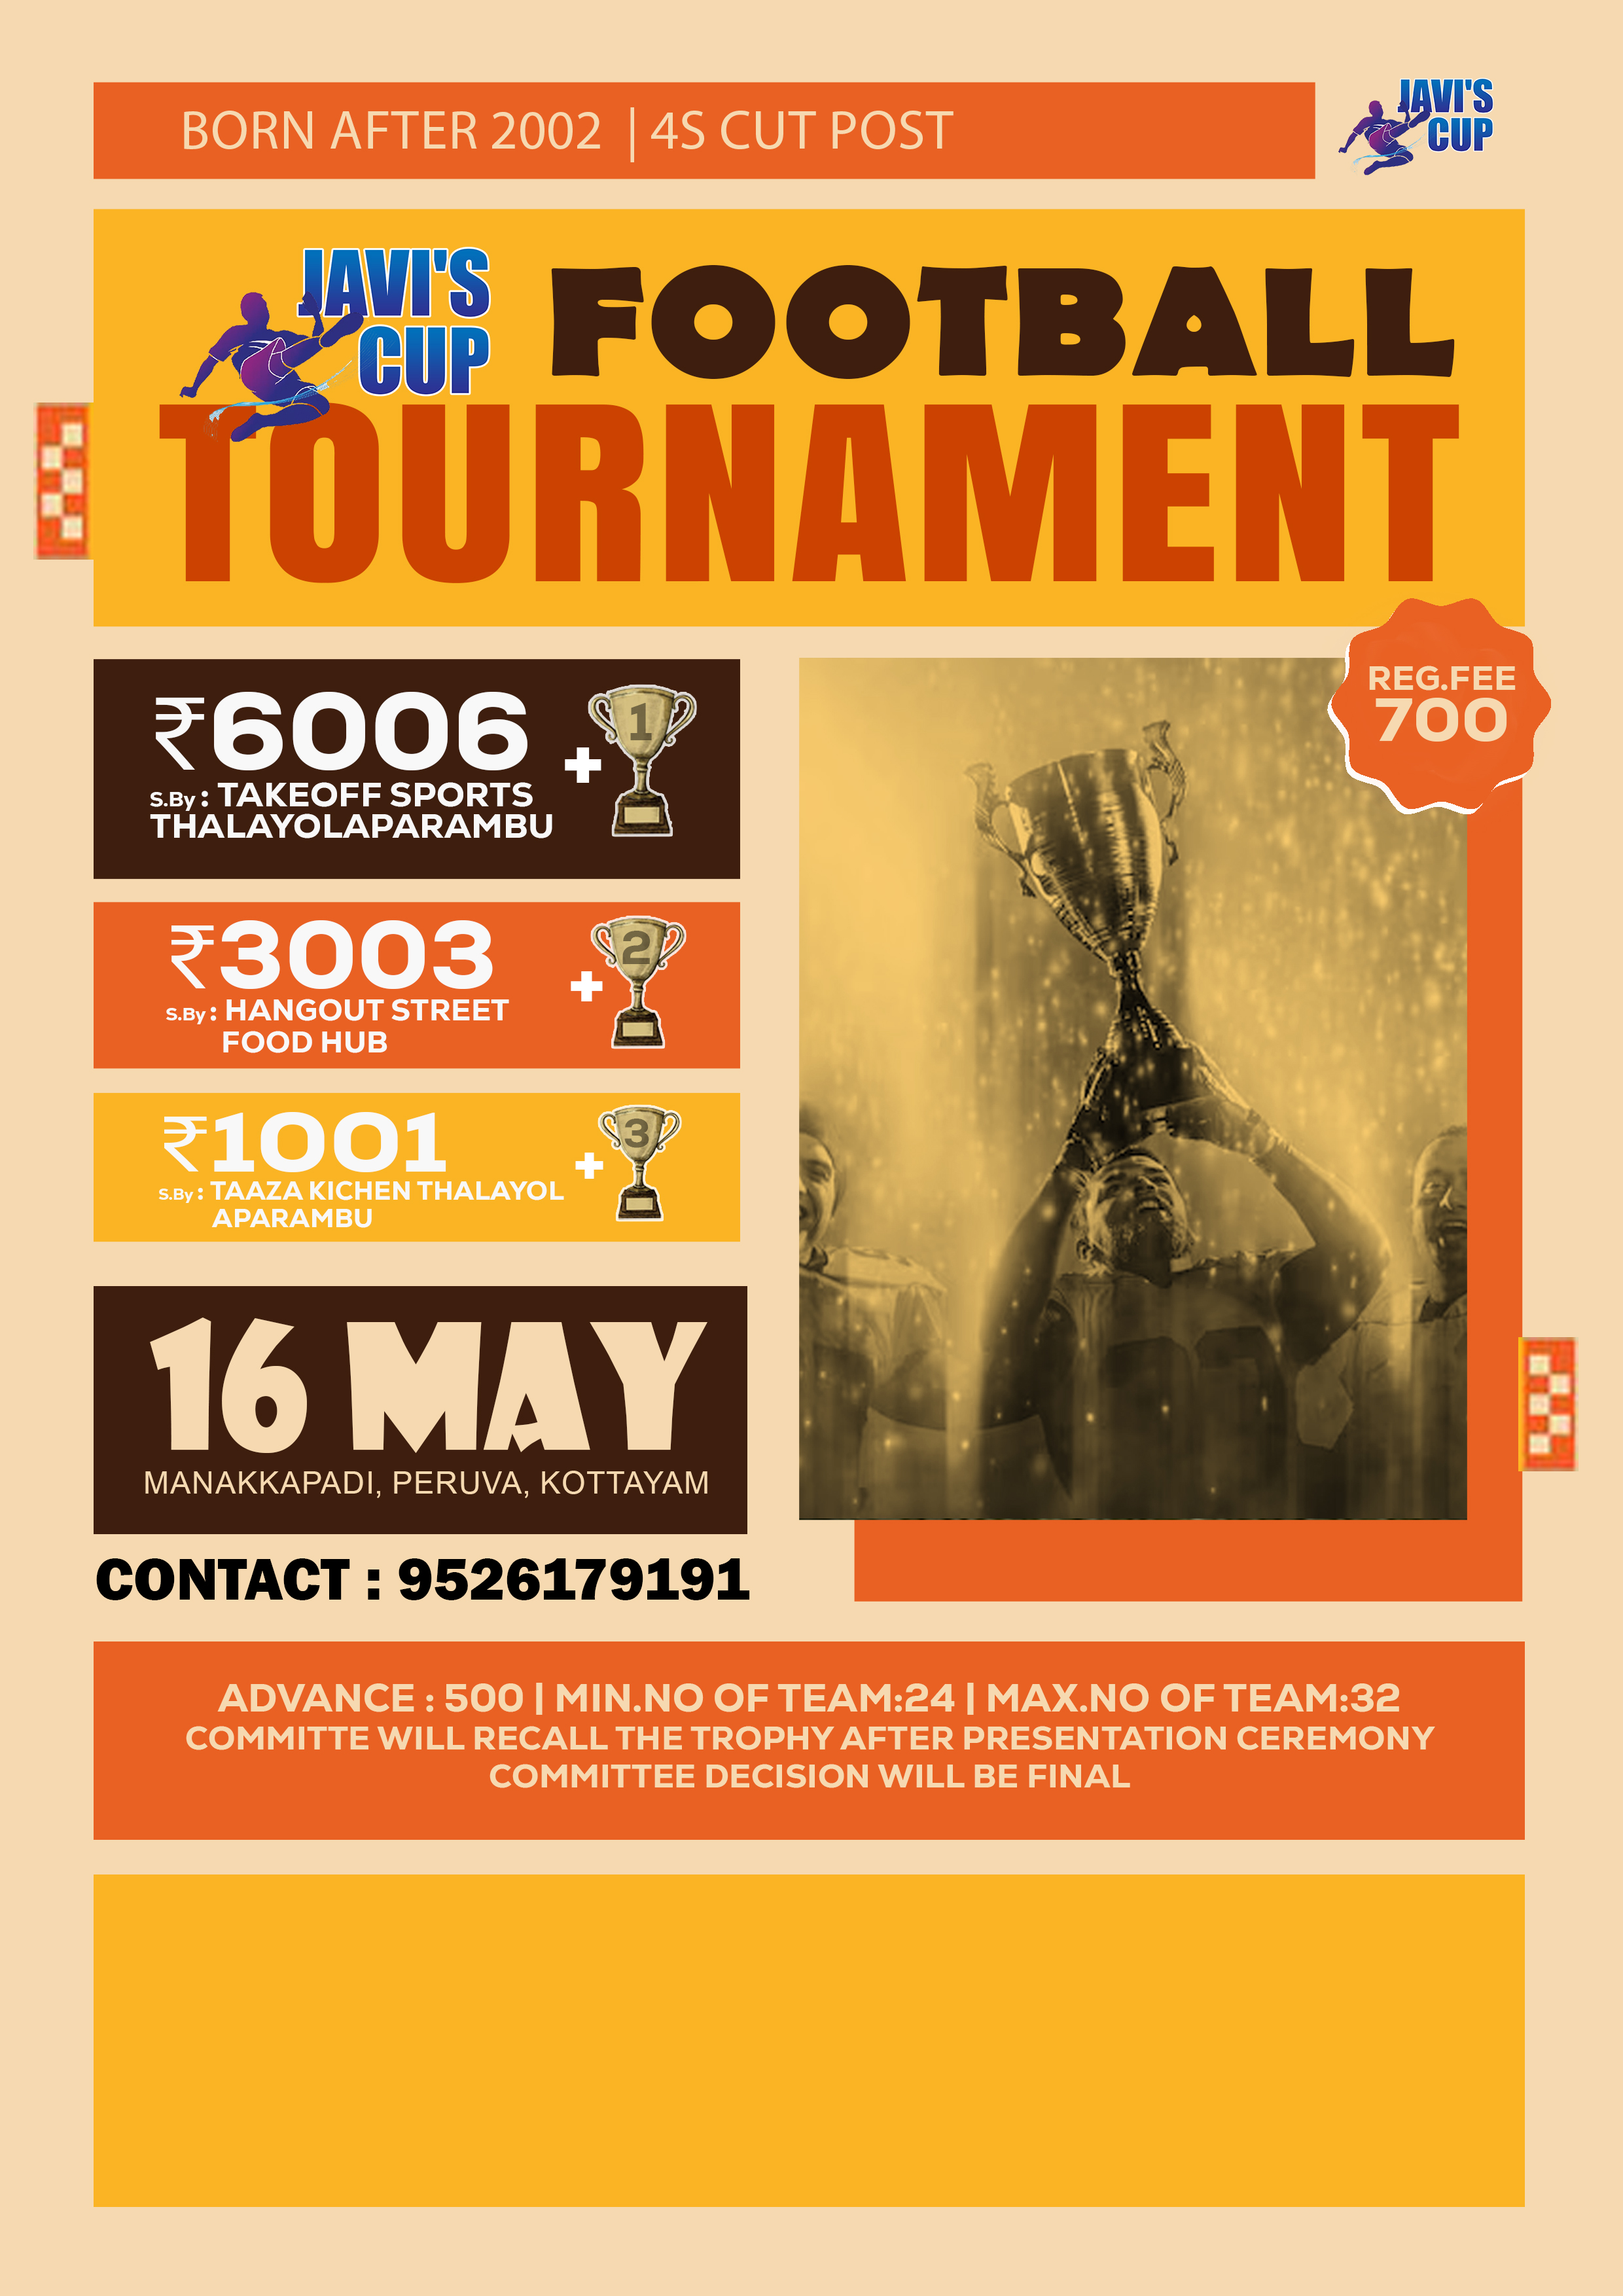 BORN AFTER 2002 | 4S CUT POST
JAVI'S
CUP
JAVI'S
CUP
FOOTBALL
TOURNAMENT
REG.FEE
700
₹6006
S.By : TAKEOFF SPORTS
THALAYOLAPARAMBU
+
1
₹3003
S.By : HANGOUT STREET
FOOD HUB
+
2
₹1001
S.By : TAAZA KICHEN THALAYOL
APARAMBU
+
3
16 MAY
MANAKKAPADI, PERUVA, KOTTAYAM
CONTACT : 9526179191
ADVANCE : 500 | MIN.NO OF TEAM:24 | MAX.NO OF TEAM:32
COMMITTE WILL RECALL THE TROPHY AFTER PRESENTATION CEREMONY
COMMITTEE DECISION WILL BE FINAL